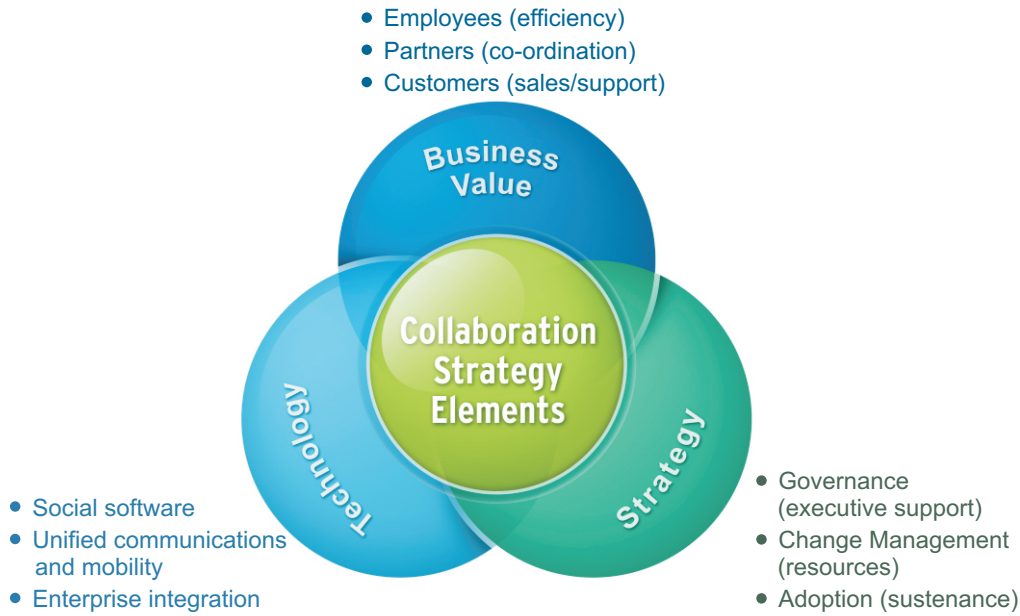 • Employees (efficiency)
• Partners (co-ordination)
• Customers (sales/support)
Business
Value
Collaboration
Strategy
Elements
Technology
Strategy
• Social software
• Unified communications
and mobility
• Enterprise integration
• Governance
(executive support)
• Change Management
(resources)
• Adoption (sustenance)